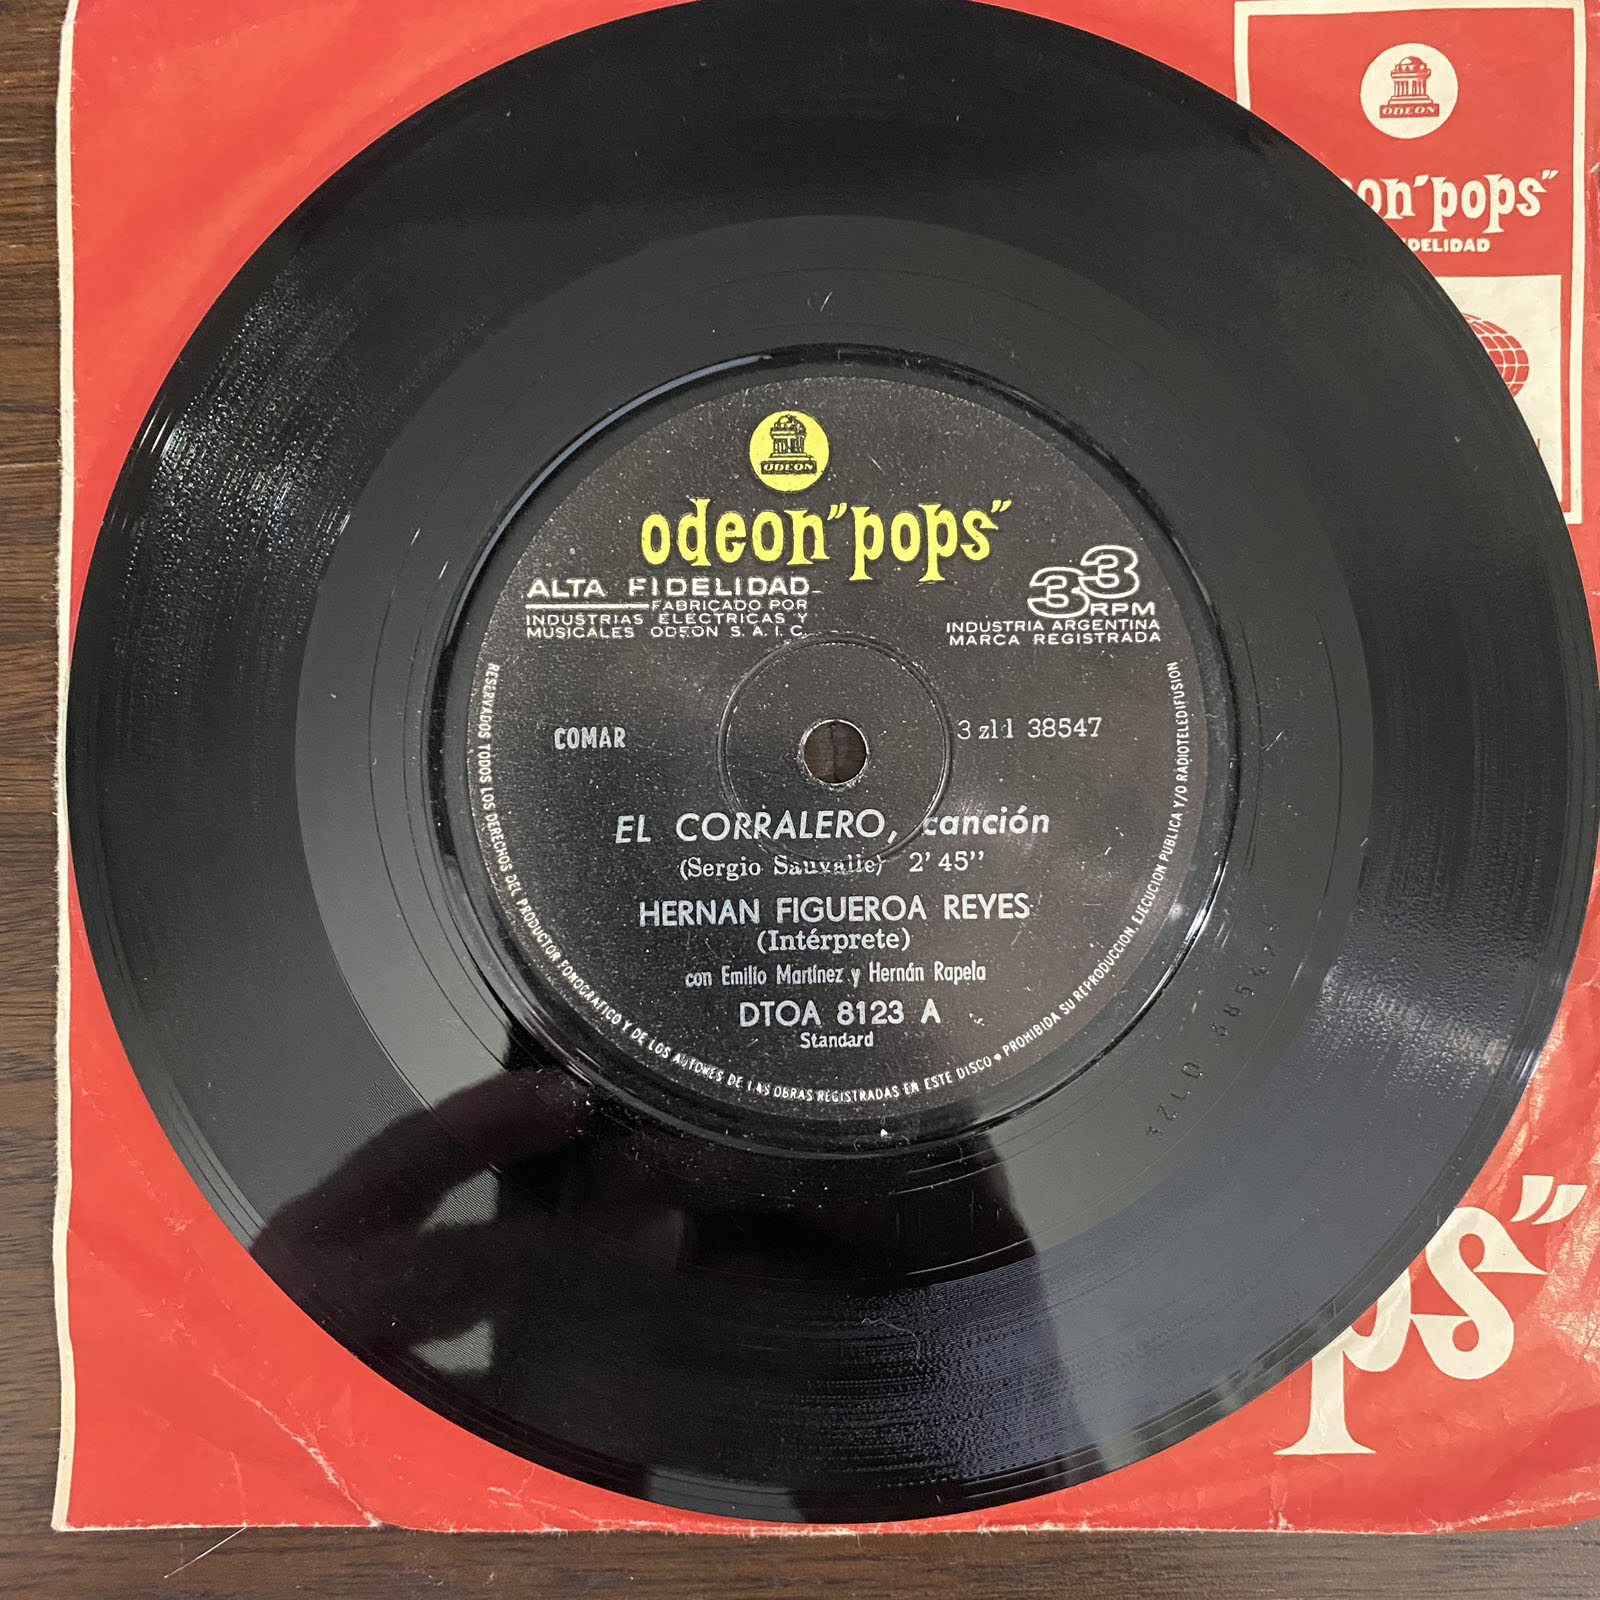 ODEON
on"pops"
DELIDAD
ODEON
odeon"pops"
ALTA FIDELIDAD
FABRICADO POR
INDUSTRIAS ELECTRICAS Y
MUSICALES ODEON S.A.I.C.
33
RPM
INDUSTRIA ARGENTINA
MARCA REGISTRADA
COMAR
3 zl1 38547
EL CORRALERO, canción
(Sergio Sauvalle) 2' 45''
HERNAN FIGUEROA REYES
(Intérprete)
con Emilio Martínez y Hernán Rapela
DTOA 8123 A
Standard
RESERVADOS TODOS LOS DERECHOS DEL PRODUCTOR FONOGRAFICO Y DE LOS AUTORES DE LAS OBRAS REGISTRADAS EN ESTE DISCO • PROHIBIDA SU REPRODUCCION, EJECUCION PUBLICA Y/O RADIOTELEDIFUSION
ps"